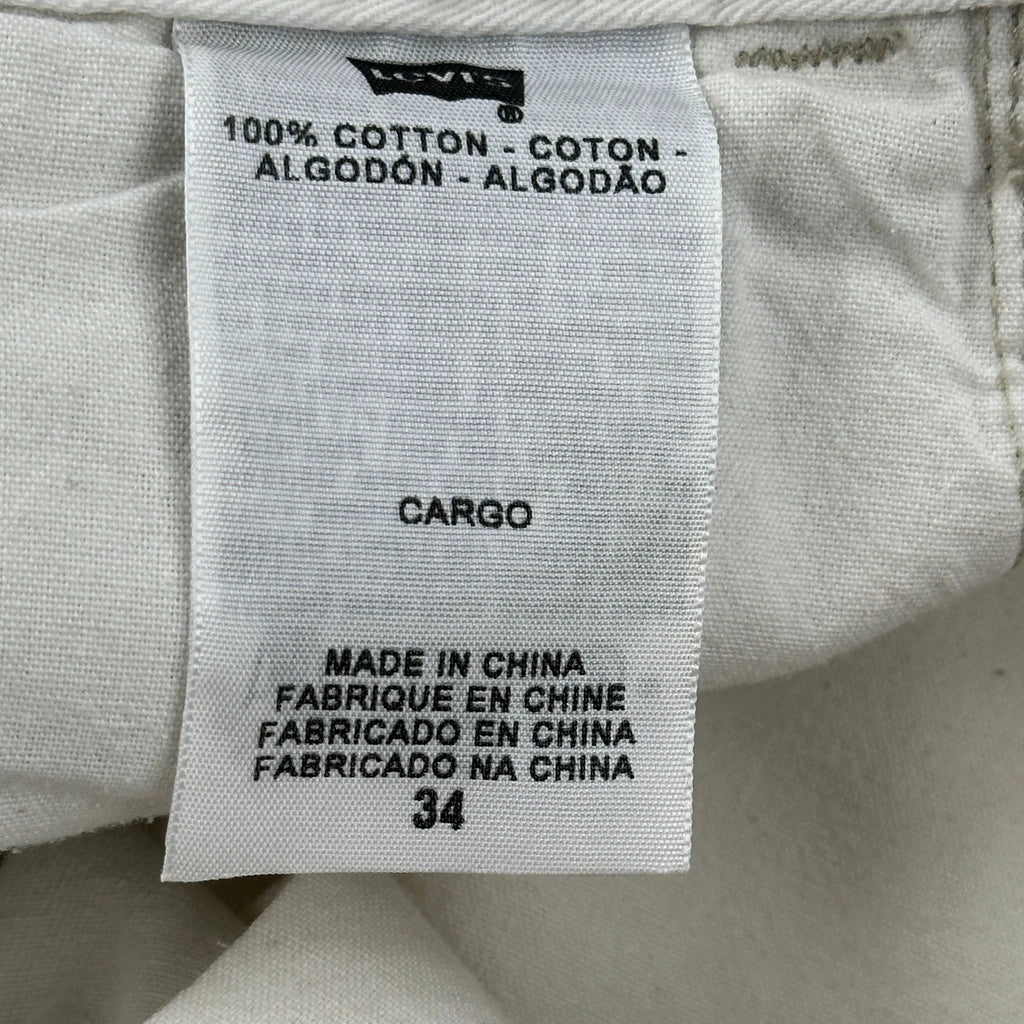 Levi's
100% COTTON - COTON -
ALGODÓN - ALGODÃO
CARGO
MADE IN CHINA
FABRIQUE EN CHINE
FABRICADO EN CHINA
FABRICADO NA CHINA
34